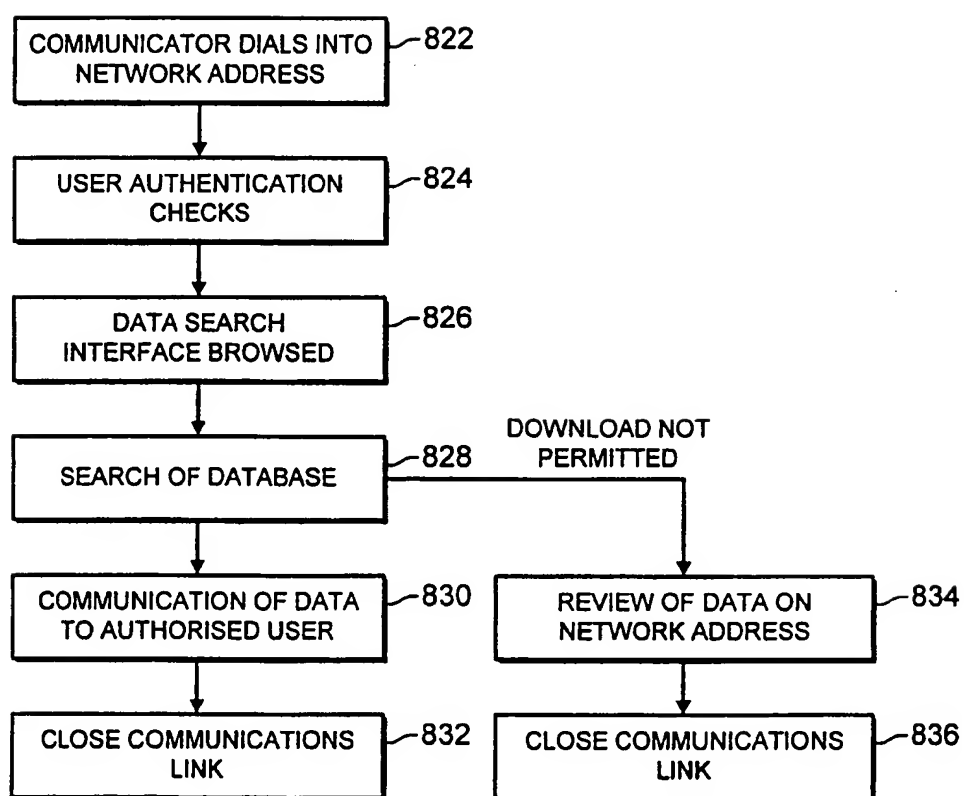 COMMUNICATOR DIALS INTO
NETWORK ADDRESS
822
USER AUTHENTICATION
CHECKS
824
DATA SEARCH
INTERFACE BROWSED
826
SEARCH OF DATABASE
828
DOWNLOAD NOT
PERMITTED
COMMUNICATION OF DATA
TO AUTHORISED USER
830
REVIEW OF DATA ON
NETWORK ADDRESS
834
CLOSE COMMUNICATIONS
LINK
832
CLOSE COMMUNICATIONS
LINK
836